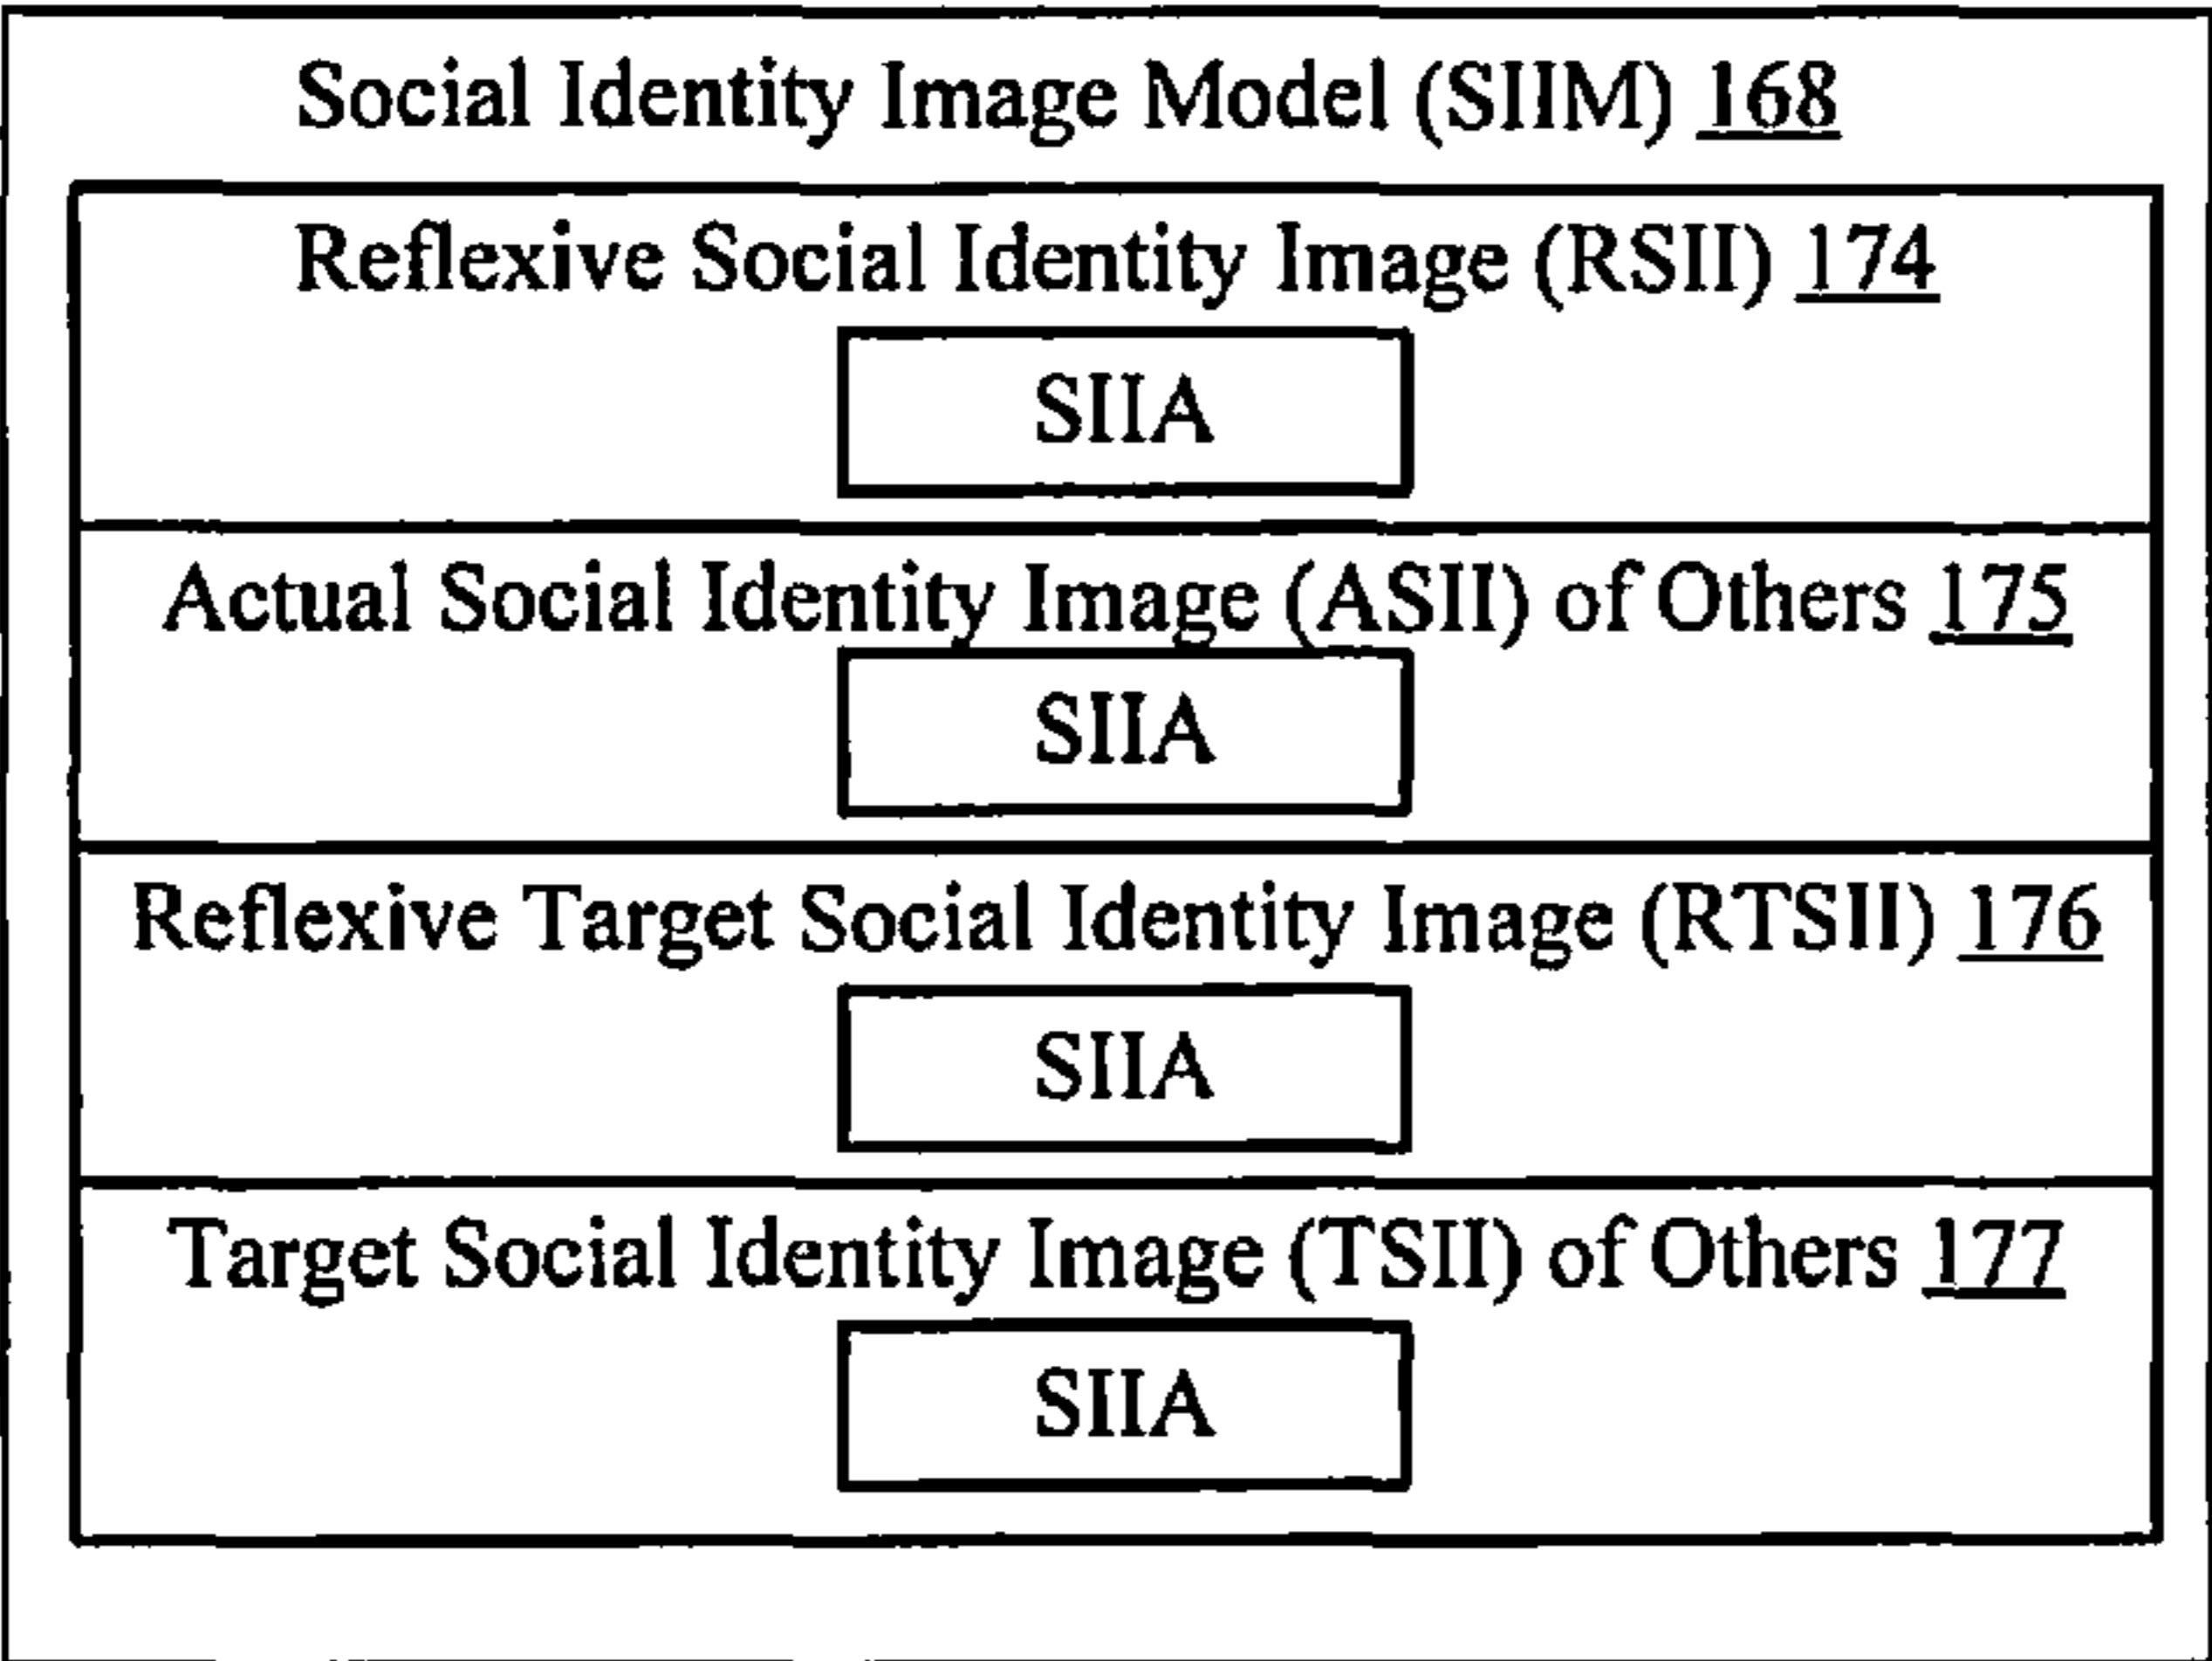 Social Identity Image Model (SIIM) 168
Reflexive Social Identity Image (RSII) 174
SIIA
Actual Social Identity Image (ASII) of Others 175
SIIA
Reflexive Target Social Identity Image (RTSII) 176
SIIA
Target Social Identity Image (TSII) of Others 177
SIIA